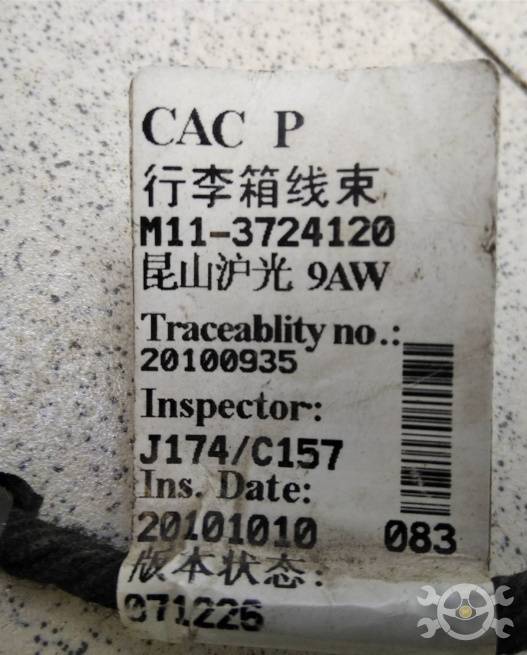 CAC P
行李箱线束
M11-3724120
昆山沪光 9AW
Traceablity no.:
20100935
Inspector:
J174/C157
Ins. Date:
20101010 083
版本状态:
071226